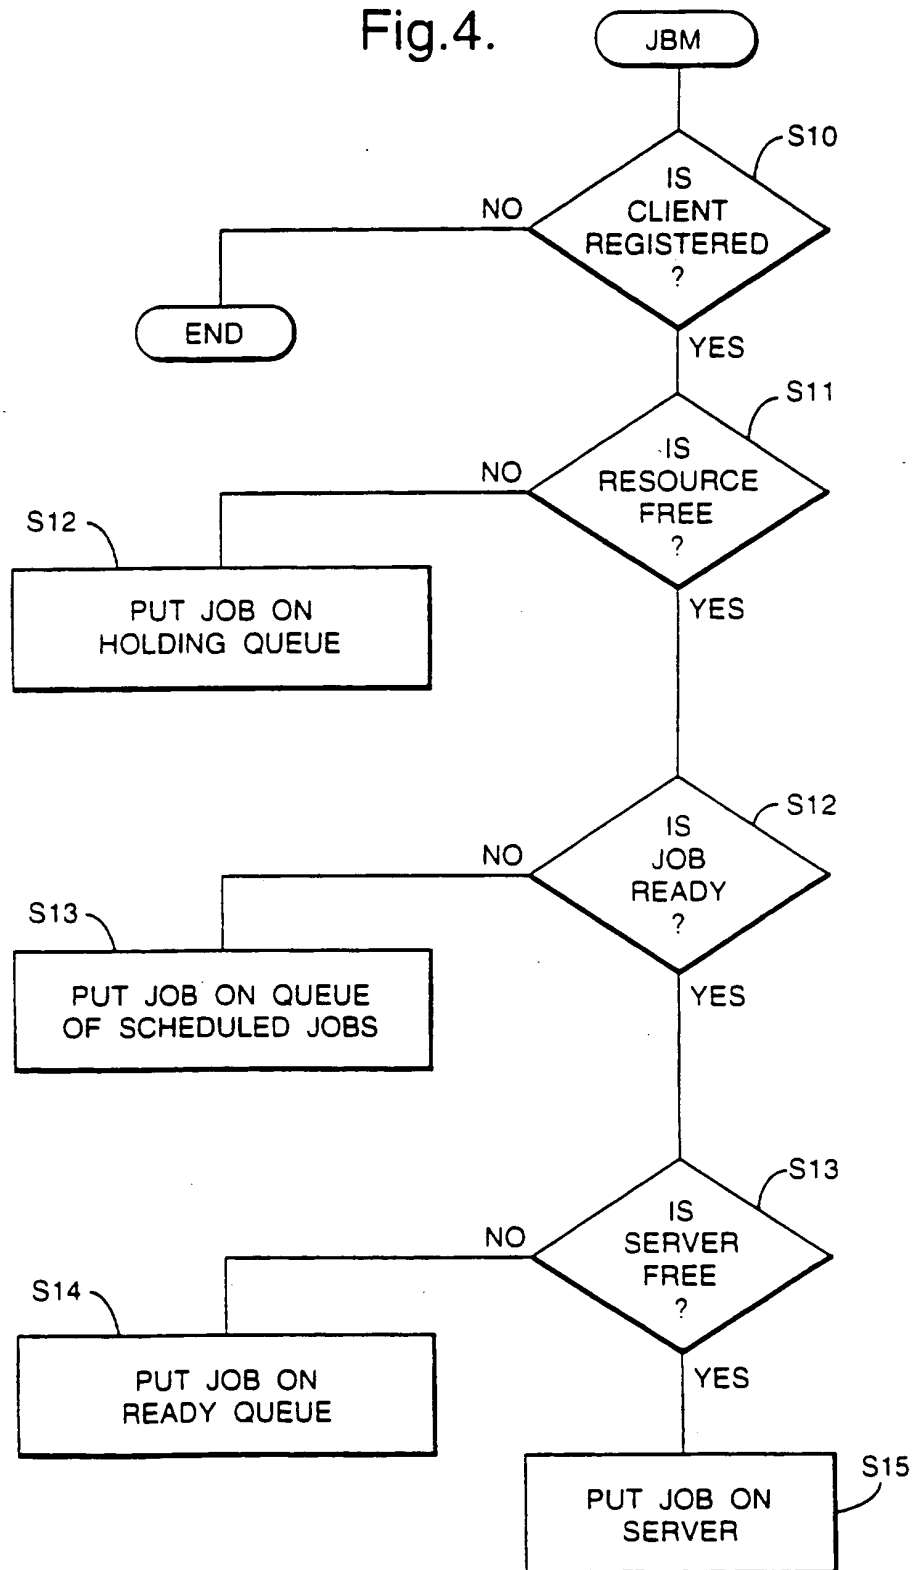 Fig.4.
JBM
S10
IS
CLIENT
REGISTERED
?
NO
END
YES
S11
IS
RESOURCE
FREE
?
NO
S12
PUT JOB ON
HOLDING QUEUE
YES
S12
IS
JOB
READY
?
NO
S13
PUT JOB ON QUEUE
OF SCHEDULED JOBS
YES
S13
IS
SERVER
FREE
?
NO
S14
PUT JOB ON
READY QUEUE
YES
S15
PUT JOB ON
SERVER